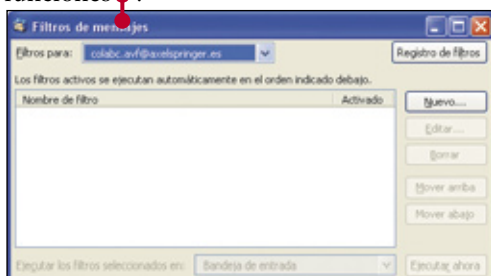 funciones .
Filtros de mensajes
Filtros para: colabc.avf@axelspringer.es Registro de filtros
Los filtros activos se ejecutan automáticamente en el orden indicado debajo.
Nombre de filtro Activado
Nuevo...
Editar...
Borrar
Mover arriba
Mover abajo
Ejecutar los filtros seleccionados en: Bandeja de entrada Ejecutar ahora